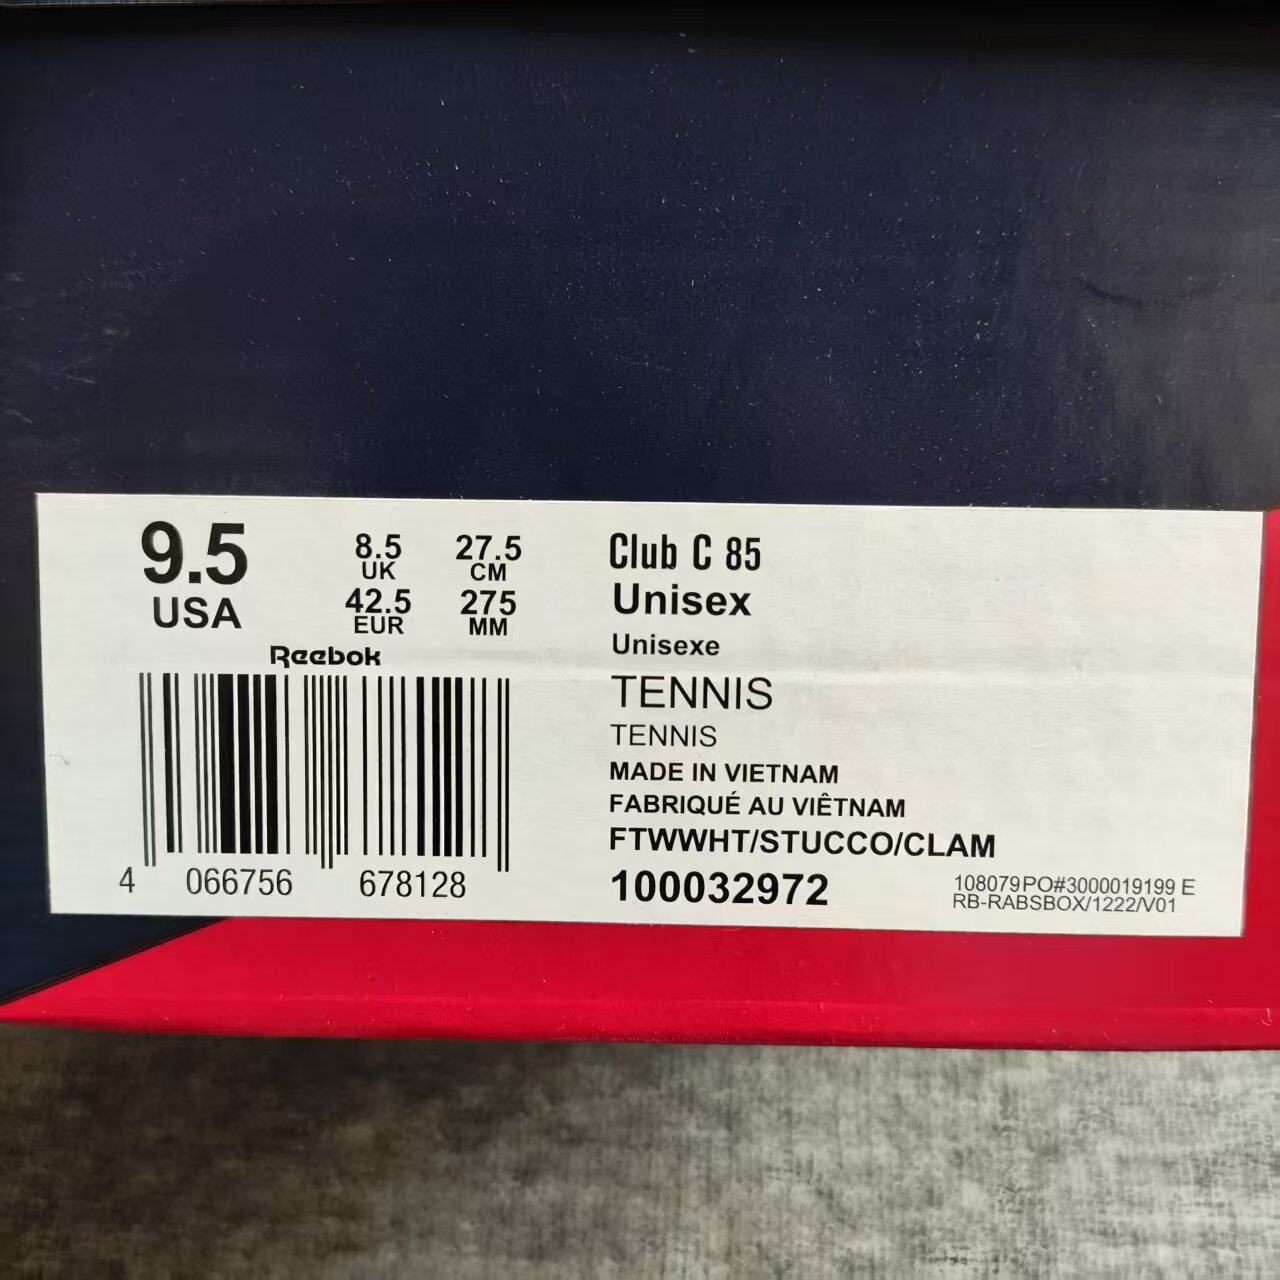 9.5
USA
8.5
UK
27.5
CM
42.5
EUR
275
MM
Reebok
4 066756 678128
Club C 85
Unisex
Unisexe
TENNIS
TENNIS
MADE IN VIETNAM
FABRIQUÉ AU VIÊTNAM
FTWWHT/STUCCO/CLAM
100032972
108079PO#3000019199 E
RB-RABSBOX/1222/V01